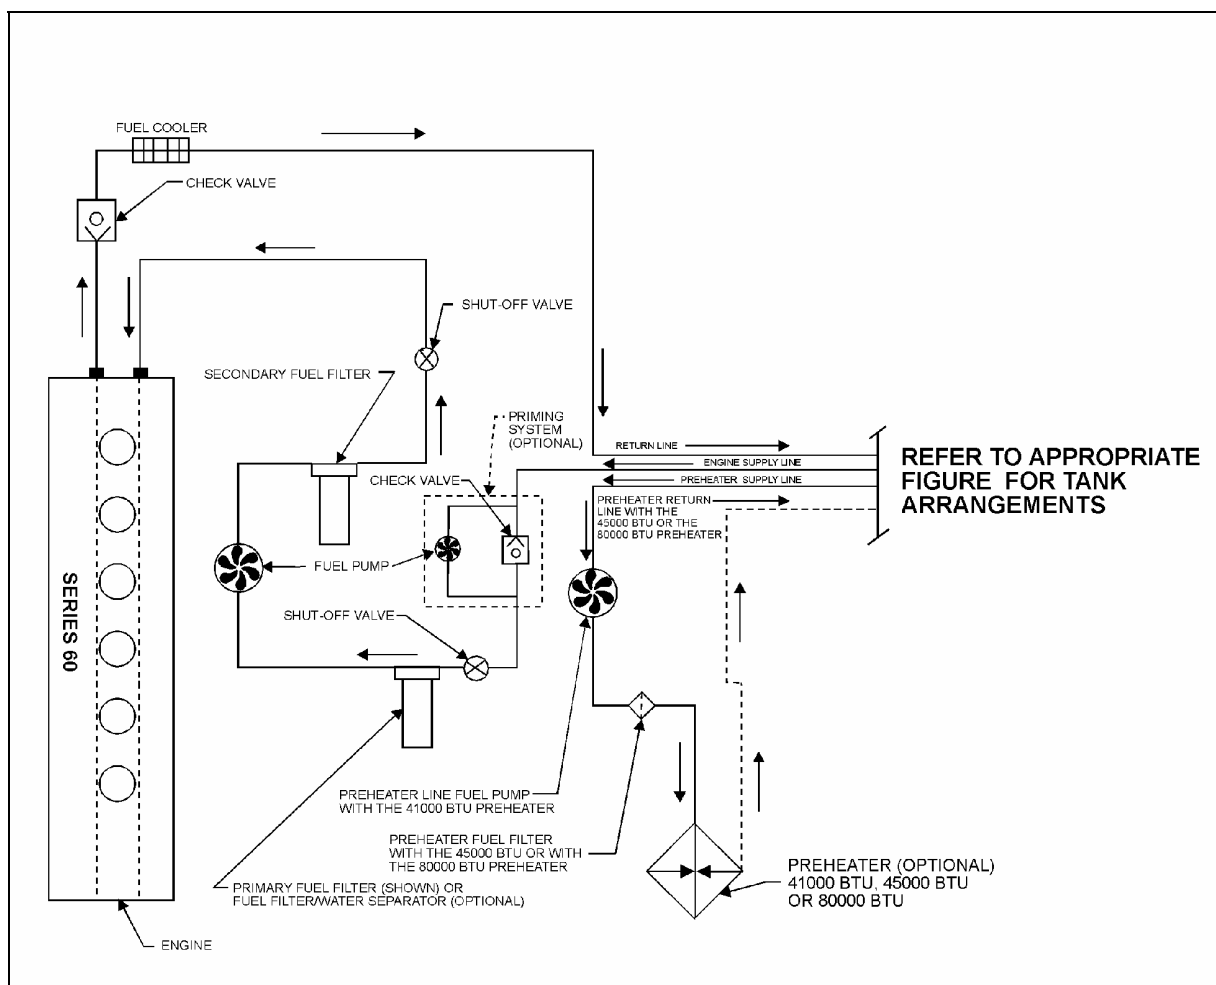 FUEL COOLER
CHECK VALVE
SHUT-OFF VALVE
SECONDARY FUEL FILTER
PRIMING
SYSTEM
(OPTIONAL)
RETURN LINE
ENGINE SUPPLY LINE
PREHEATER SUPPLY LINE
REFER TO APPROPRIATE
FIGURE FOR TANK
ARRANGEMENTS
CHECK VALVE
PREHEATER RETURN
LINE WITH THE
45000 BTU OR THE
80000 BTU PREHEATER
FUEL PUMP
SERIES 60
SHUT-OFF VALVE
PREHEATER LINE FUEL PUMP
WITH THE 41000 BTU PREHEATER
PREHEATER FUEL FILTER
WITH THE 45000 BTU OR WITH
THE 80000 BTU PREHEATER
PREHEATER (OPTIONAL)
41000 BTU, 45000 BTU
OR 80000 BTU
PRIMARY FUEL FILTER (SHOWN) OR
FUEL FILTER/WATER SEPARATOR (OPTIONAL)
ENGINE